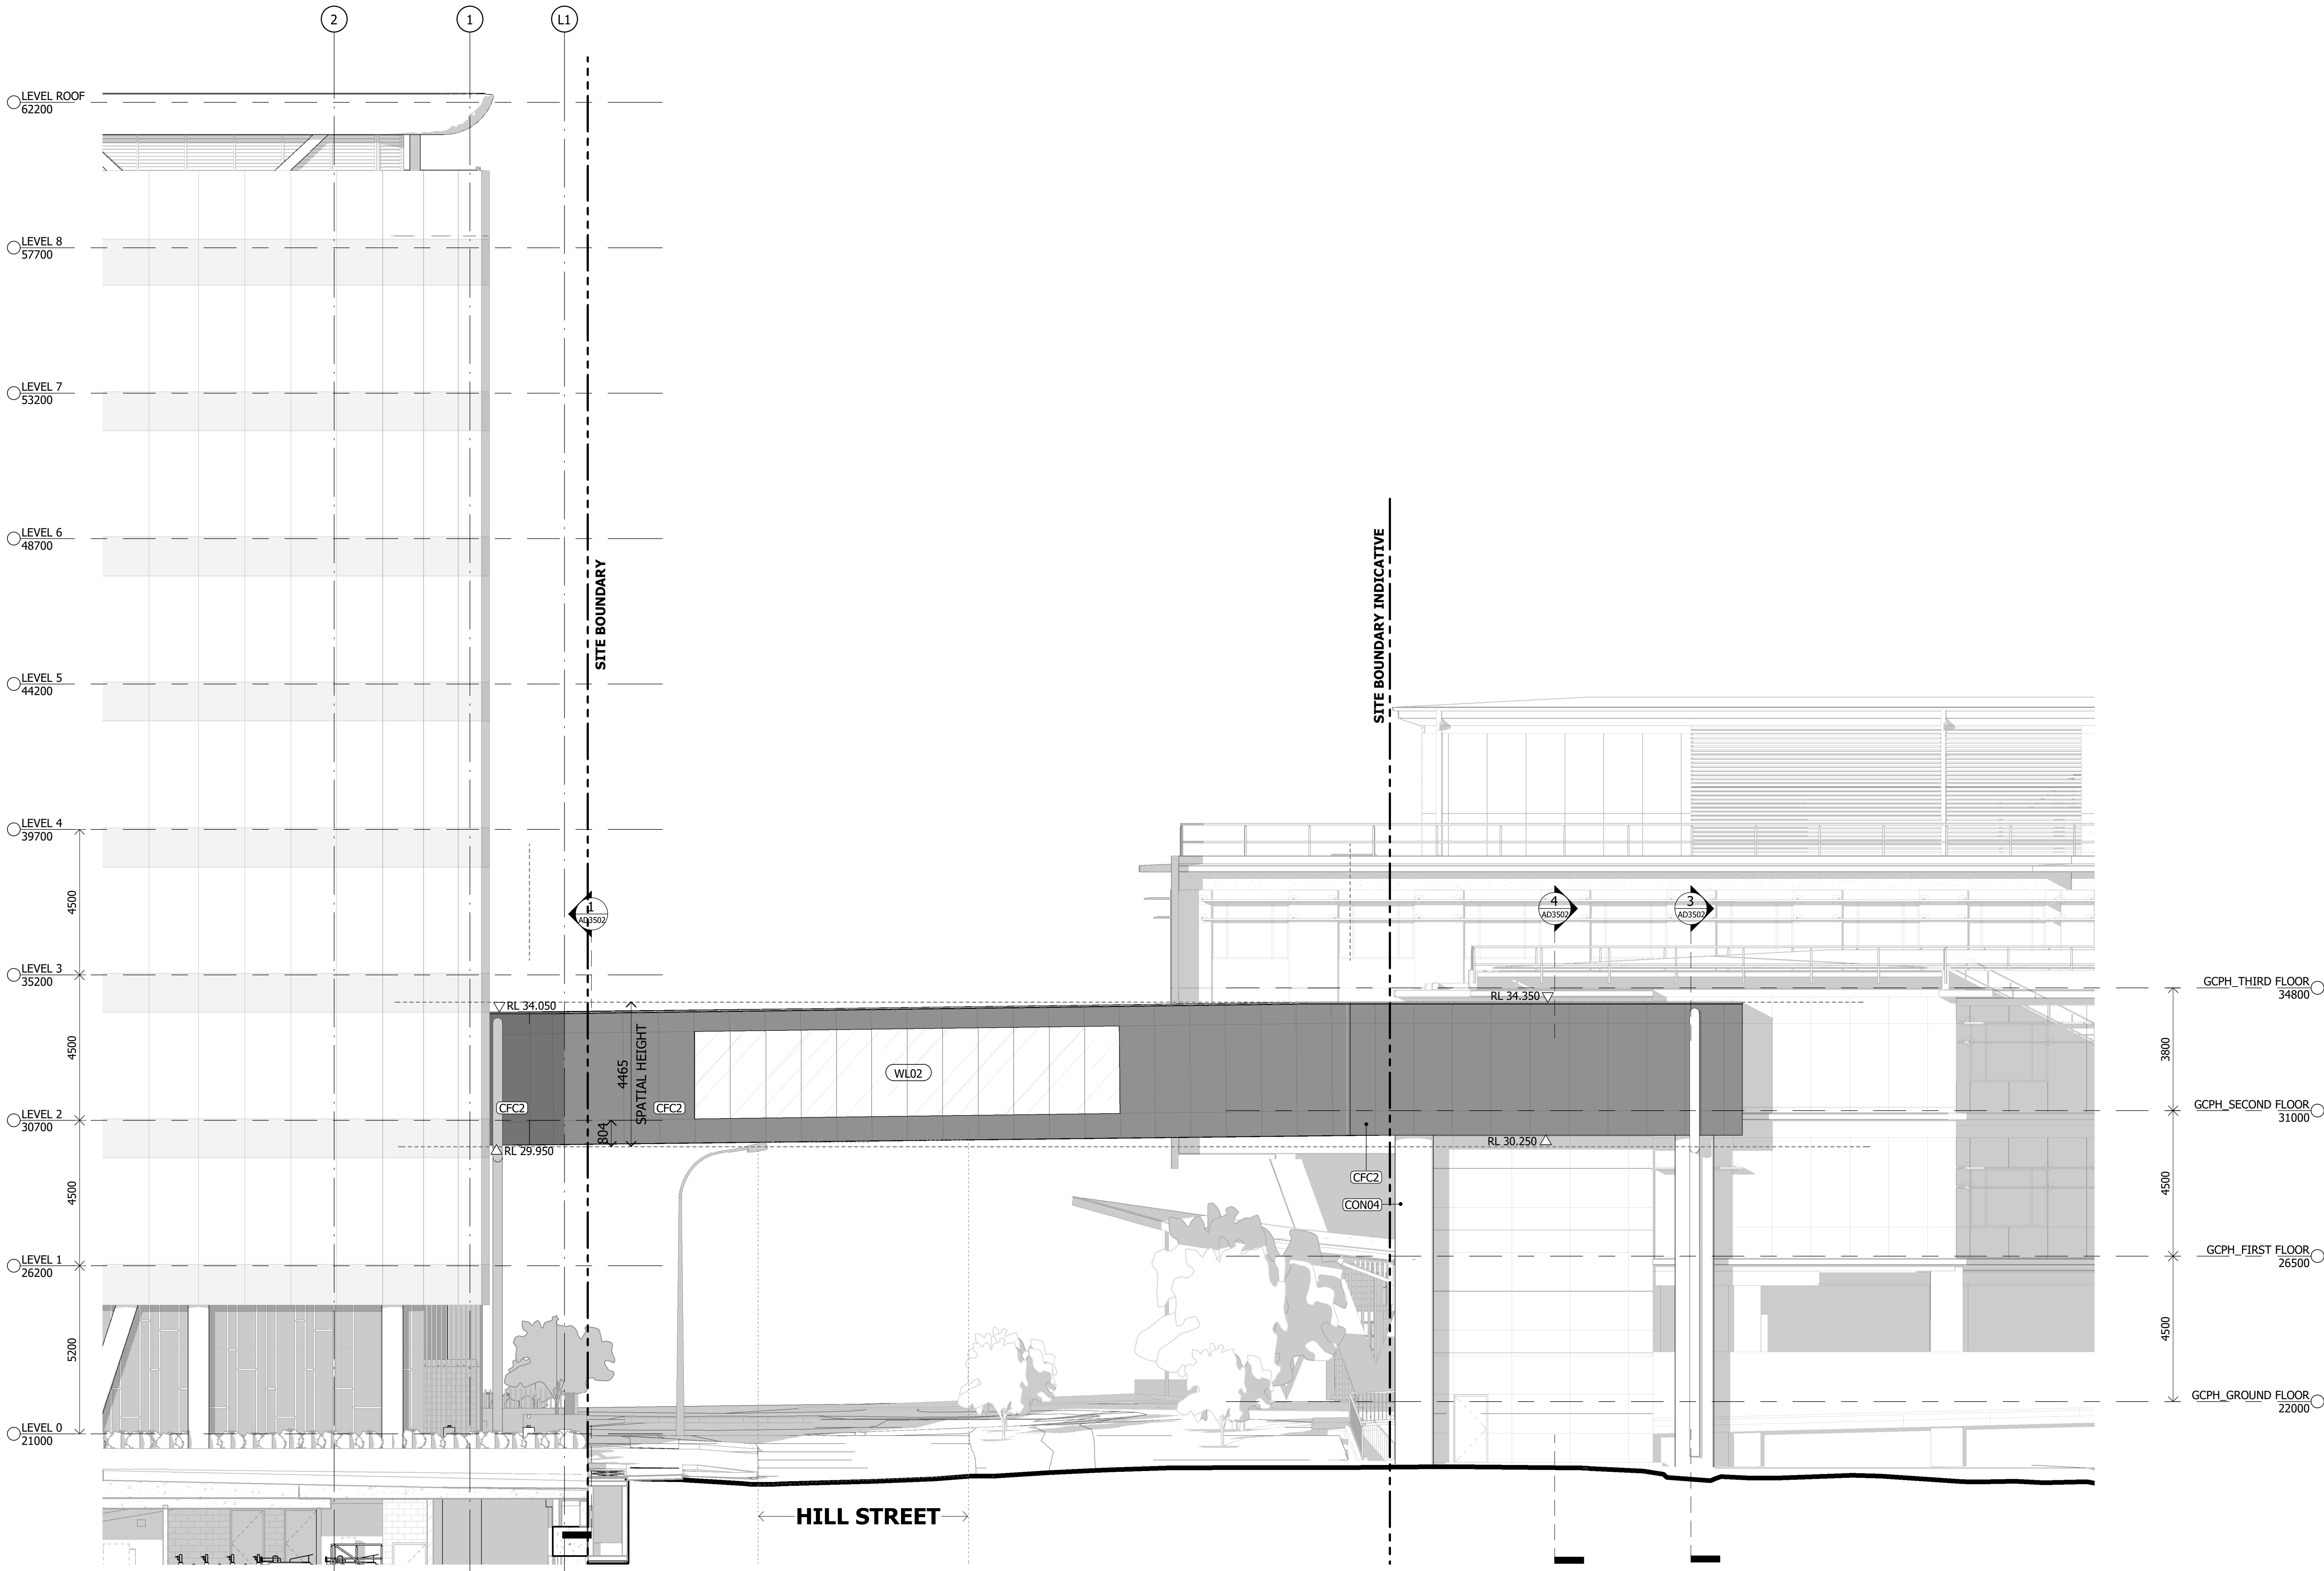 2
1
L1
LEVEL ROOF
62200
LEVEL 8
57700
LEVEL 7
53200
LEVEL 6
48700
SITE BOUNDARY
SITE BOUNDARY INDICATIVE
LEVEL 5
44200
LEVEL 4
39700
4500
1
AD3502
4
AD3502
3
AD3502
LEVEL 3
35200
GCPH_THIRD FLOOR
34800
RL 34.050
RL 34.350
4500
4465
SPATIAL HEIGHT
WL02
3800
CFC2
CFC2
LEVEL 2
30700
GCPH_SECOND FLOOR
31000
804
RL 29.950
RL 30.250
4500
CFC2
4500
CON04
LEVEL 1
26200
GCPH_FIRST FLOOR
26500
5200
4500
LEVEL 0
21000
GCPH_GROUND FLOOR
22000
HILL STREET